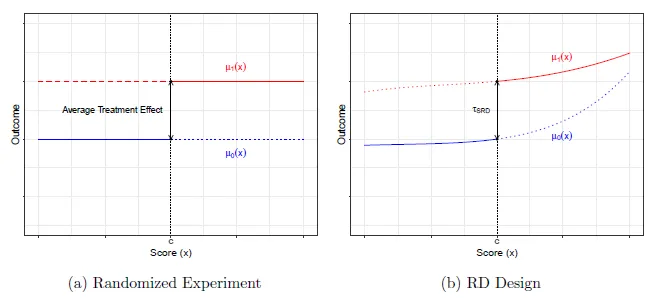 μ₁(x)
Average Treatment Effect
μ₀(x)
Outcome
c
Score (x)
(a) Randomized Experiment
μ₁(x)
τSRD
μ₀(x)
Outcome
c
Score (x)
(b) RD Design